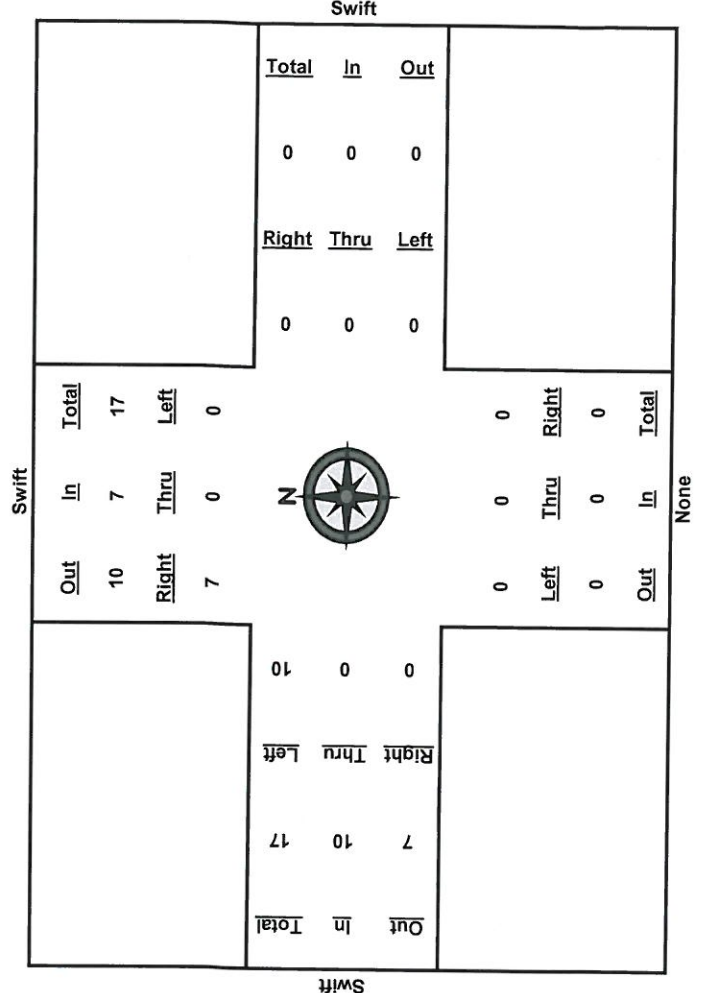 Swift
Total In Out
0 0 0
Right Thru Left
0 0 0
Swift
Out In Total
10 7 17
Right Thru Left
7 0 0
N
None
Total In Out
0 0 0
Right Thru Left
0 0 0
Swift
Out In Total
7 10 17
Right Thru Left
0 0 10